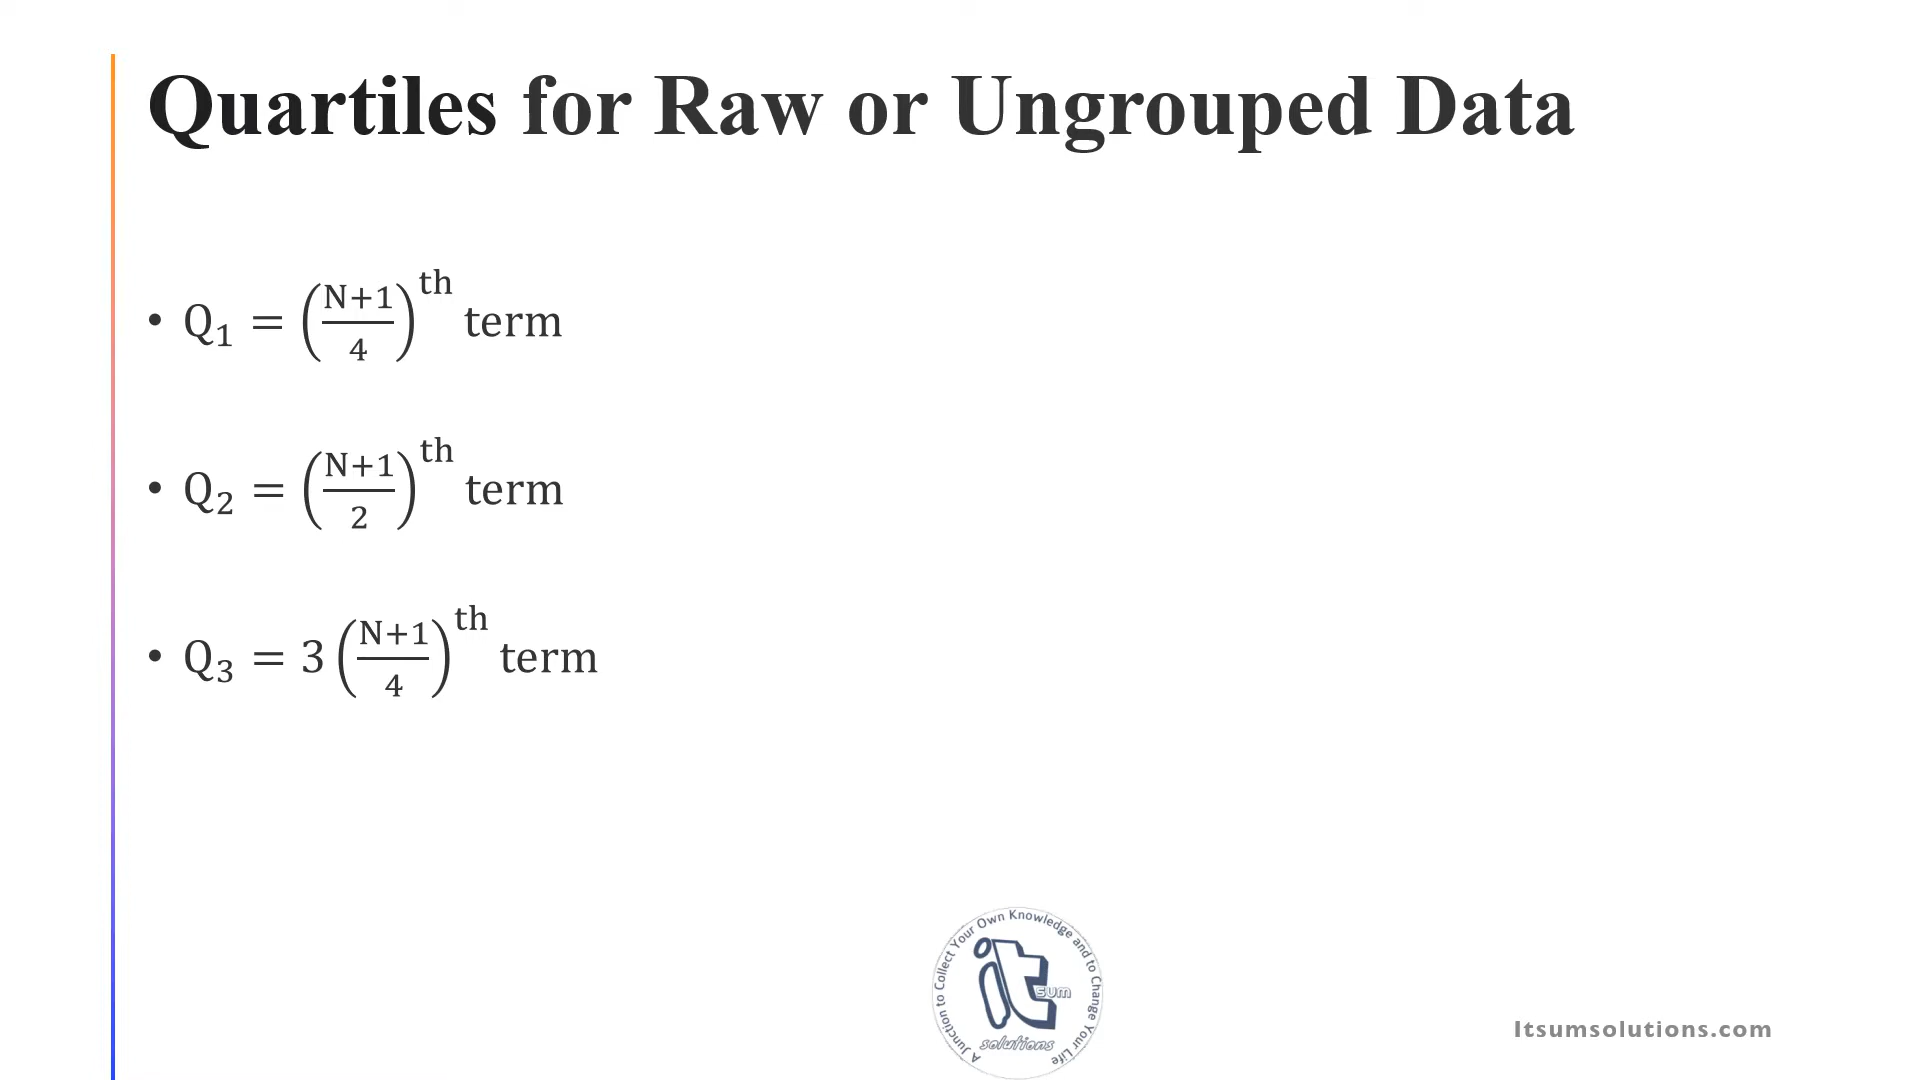 Quartiles for Raw or Ungrouped Data
• Q₁ = (N+1/4)ᵗʰ term
• Q₂ = (N+1/2)ᵗʰ term
• Q₃ = 3 (N+1/4)ᵗʰ term
A Junction to Collect Your Own Knowledge and to Change Your Life
it
sum
solutions
Itsumsolutions.com